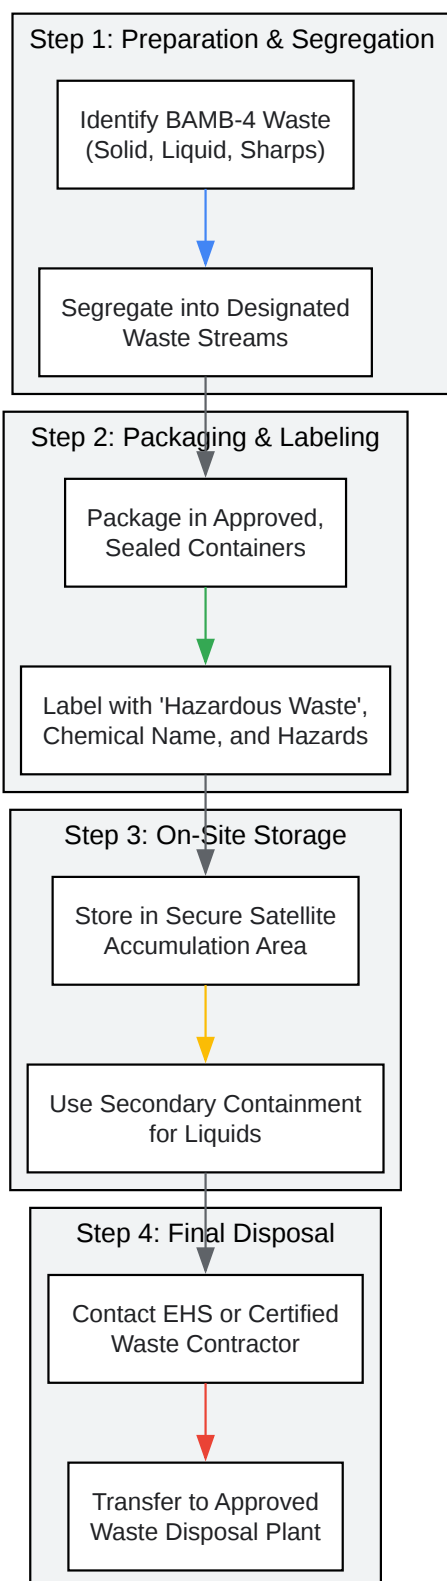 Step 1: Preparation & Segregation
Identify BAMB-4 Waste
(Solid, Liquid, Sharps)
Segregate into Designated
Waste Streams
Step 2: Packaging & Labeling
Package in Approved,
Sealed Containers
Label with 'Hazardous Waste',
Chemical Name, and Hazards
Step 3: On-Site Storage
Store in Secure Satellite
Accumulation Area
Use Secondary Containment
for Liquids
Step 4: Final Disposal
Contact EHS or Certified
Waste Contractor
Transfer to Approved
Waste Disposal Plant